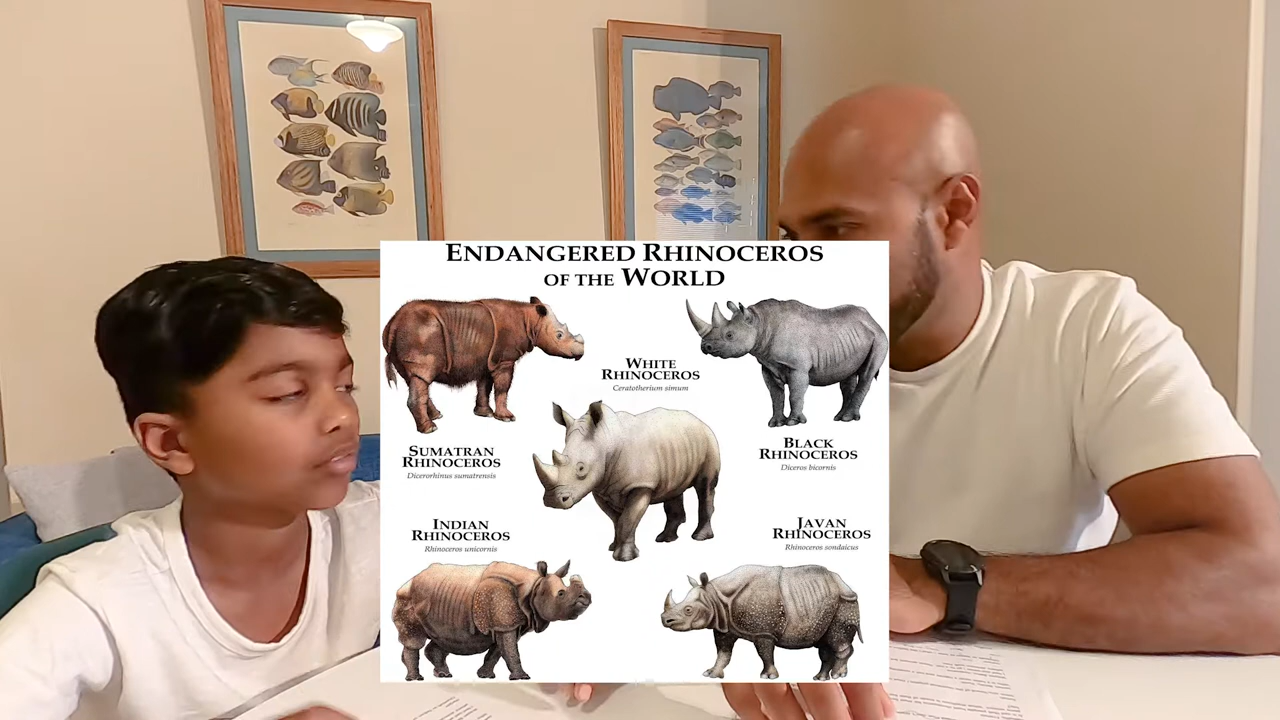 ENDANGERED RHINOCEROS
OF THE WORLD
WHITE
RHINOCEROS
Ceratotherium simum
SUMATRAN
RHINOCEROS
Dicerorhinus sumatrensis
BLACK
RHINOCEROS
Diceros bicornis
INDIAN
RHINOCEROS
Rhinoceros unicornis
JAVAN
RHINOCEROS
Rhinoceros sondaicus